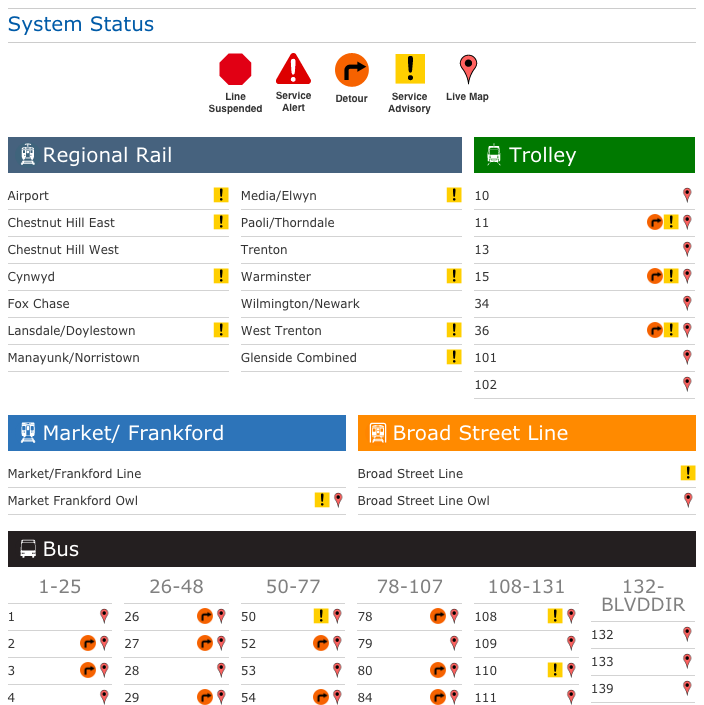 System Status
Line Suspended
Service Alert
Detour
Service Advisory
Live Map
Regional Rail
Airport
Chestnut Hill East
Chestnut Hill West
Cynwyd
Fox Chase
Lansdale/Doylestown
Manayunk/Norristown
Media/Elwyn
Paoli/Thorndale
Trenton
Warminster
Wilmington/Newark
West Trenton
Glenside Combined
Trolley
10
11
13
15
34
36
101
102
Market/ Frankford
Market/Frankford Line
Market Frankford Owl
Broad Street Line
Broad Street Line
Broad Street Line Owl
Bus
1-25
1
2
3
4
26-48
26
27
28
29
50-77
50
52
53
54
78-107
78
79
80
84
108-131
108
109
110
111
132-
BLVDDIR
132
133
139